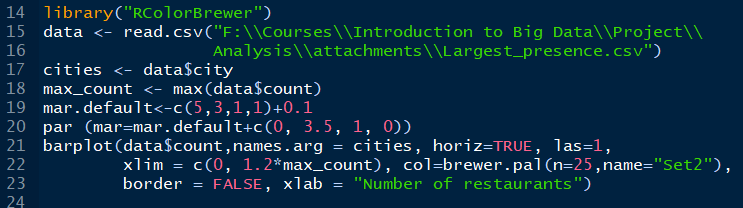 14 library("RColorBrewer")
15 data <- read.csv("F:\\Courses\\Introduction to Big Data\\Project\\
16                  Analysis\\attachments\\Largest_presence.csv")
17 cities <- data$city
18 max_count <- max(data$count)
19 mar.default<-c(5,3,1,1)+0.1
20 par (mar=mar.default+c(0, 3.5, 1, 0))
21 barplot(data$count,names.arg = cities, horiz=TRUE, las=1,
22         xlim = c(0, 1.2*max_count), col=brewer.pal(n=25,name="Set2"),
23         border = FALSE, xlab = "Number of restaurants")
24